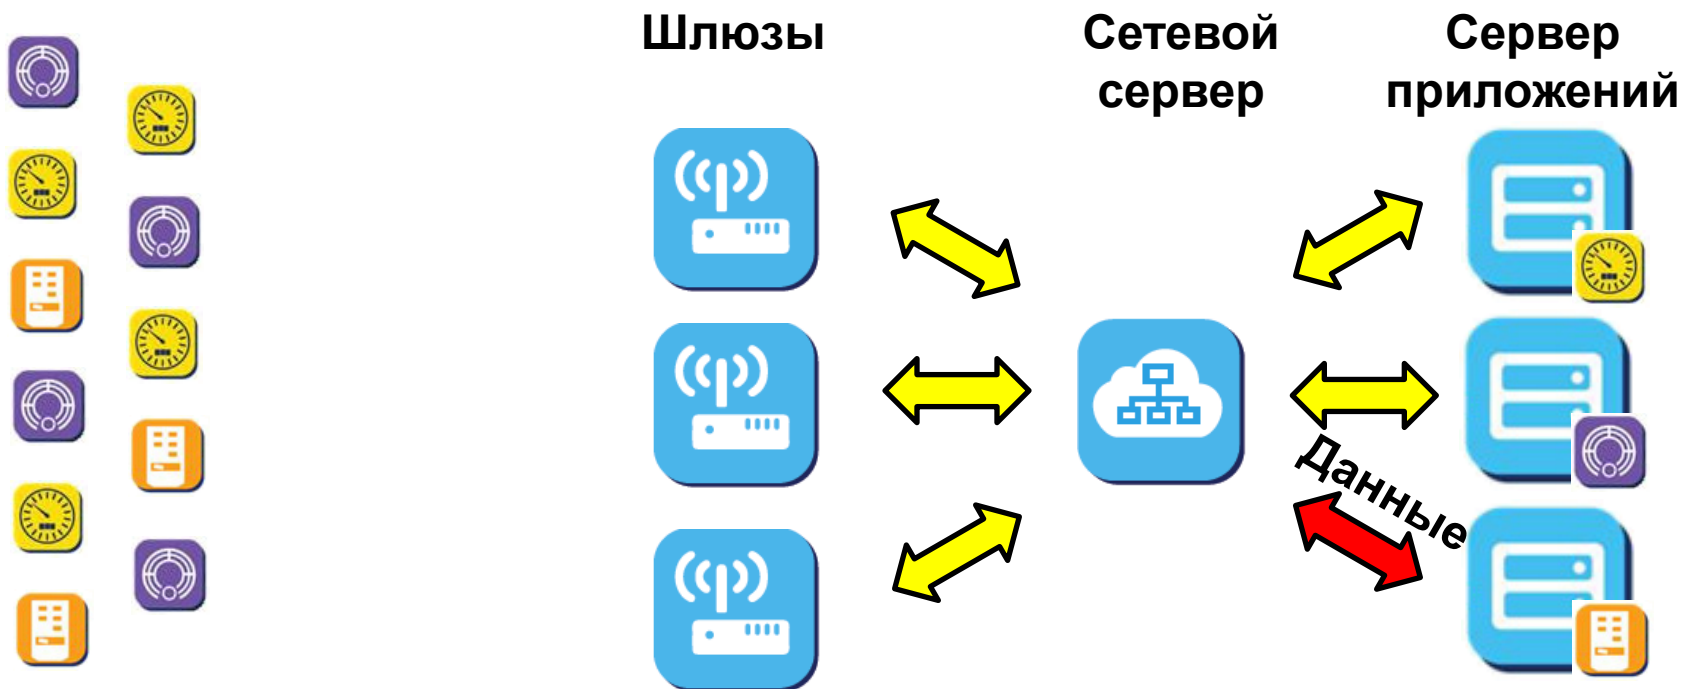 Шлюзы
Сетевой
сервер
Сервер
приложений
Данные